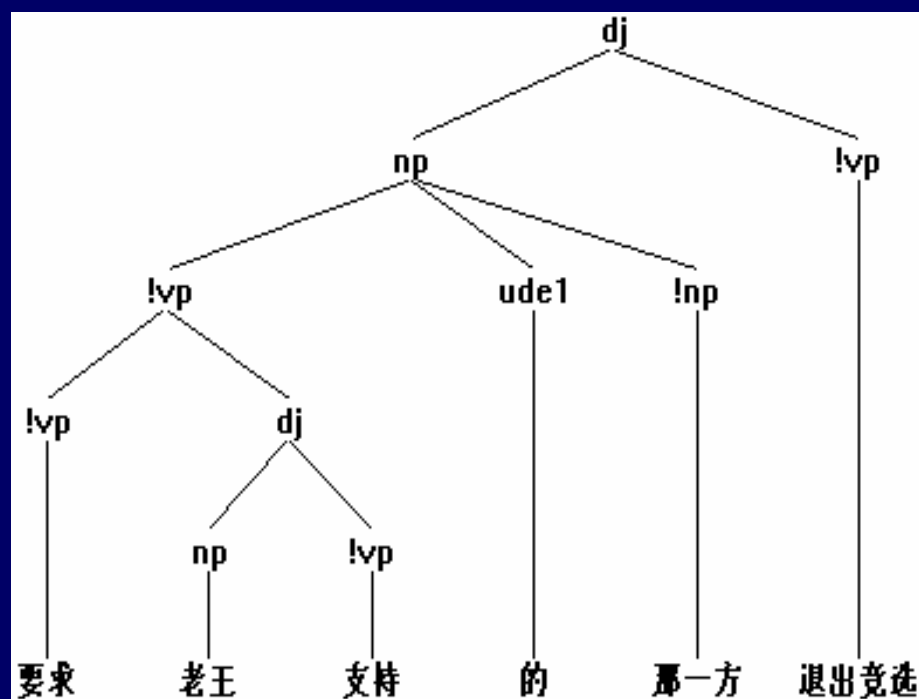 dj
np !vp
!vp ude1 !np
!vp dj
np !vp
要求 老王 支持 的 那一方 退出竞选